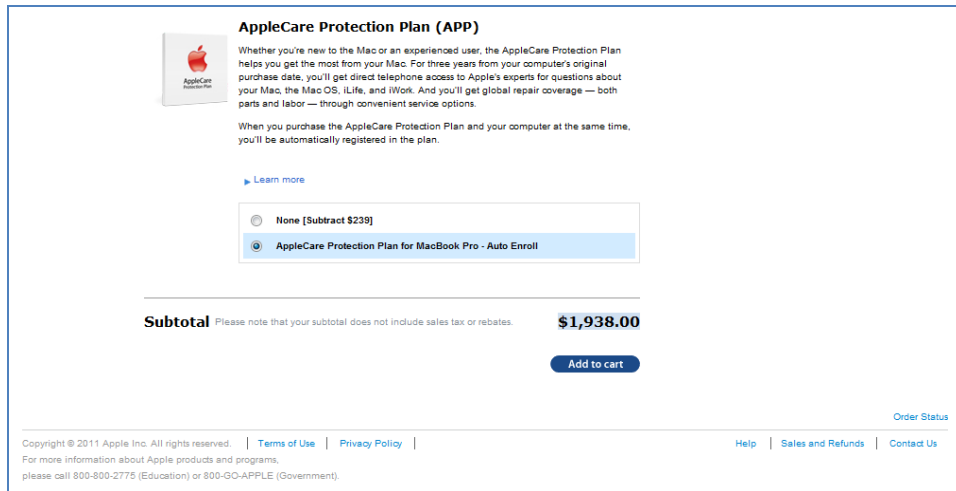 AppleCare Protection Plan (APP)
AppleCare
Protection Plan
Whether you're new to the Mac or an experienced user, the AppleCare Protection Plan
helps you get the most from your Mac. For three years from your computer's original
purchase date, you'll get direct telephone access to Apple's experts for questions about
your Mac, the Mac OS, iLife, and iWork. And you'll get global repair coverage — both
parts and labor — through convenient service options.
When you purchase the AppleCare Protection Plan and your computer at the same time,
you'll be automatically registered in the plan.
Learn more
None [Subtract $239]
AppleCare Protection Plan for MacBook Pro - Auto Enroll
Subtotal Please note that your subtotal does not include sales tax or rebates. $1,938.00
Add to cart
Order Status
Copyright © 2011 Apple Inc. All rights reserved. | Terms of Use | Privacy Policy | Help | Sales and Refunds | Contact Us
For more information about Apple products and programs,
please call 800-800-2775 (Education) or 800-GO-APPLE (Government).